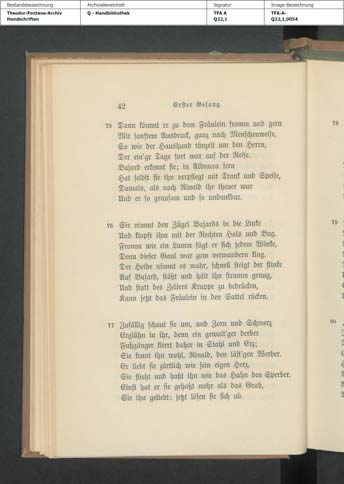 Bestandsbezeichnung
Archivalieneinheit
Signatur
Image-Bezeichnung
Theodor-Fontane-Archiv
Handschriften
Q - Handbibliothek
TFA A
Q22,1
TFA-A-
Q22,1,0054
42 Erster Gesang.
75 Dann kömmt er zu dem Fräulein fromm und gern
Mit sanftem Ausdruck, ganz nach Menschenweise,
So wie der Haushund tänzelt um den Herrn,
Der ein'ge Tage fort war auf der Reise.
Bajard erkennt sie; in Albracca fern
Hat selbst sie ihn verpflegt mit Trank und Speise,
Damals, als noch Rinald ihr theuer war
Und er so grausam und so undankbar.
76 Sie nimmt den Zügel Bajards in die Linke
Und klopft ihm mit der Rechten Hals und Bug.
Fromm wie ein Lamm fügt er sich jedem Winke,
Denn dieser Gaul war zum verwundern klug.
Der Heide nimmt es wahr, schnell steigt der flinke
Auf Bajard, stößt und hält ihn stramm genug,
Und statt des Zelters Kruppe zu bedrücken,
Kann jetzt das Fräulein in den Sattel rücken.
77 Zufällig schaut sie um, und Zorn und Schmerz
Erglühn in ihr, denn ein gewalt'ger derber
Fußgänger klirrt daher in Stahl und Erz;
Sie kennt ihn wohl, Rinald, den läst'gen Werber.
Er liebt sie zärtlich wie sein eigen Herz,
Sie flieht und haßt ihn wie das Huhn den Sperber.
Einst hat er sie gehaßt mehr als das Grab,
Sie ihn geliebt: jetzt lösen sie sich ab.
78
79
80